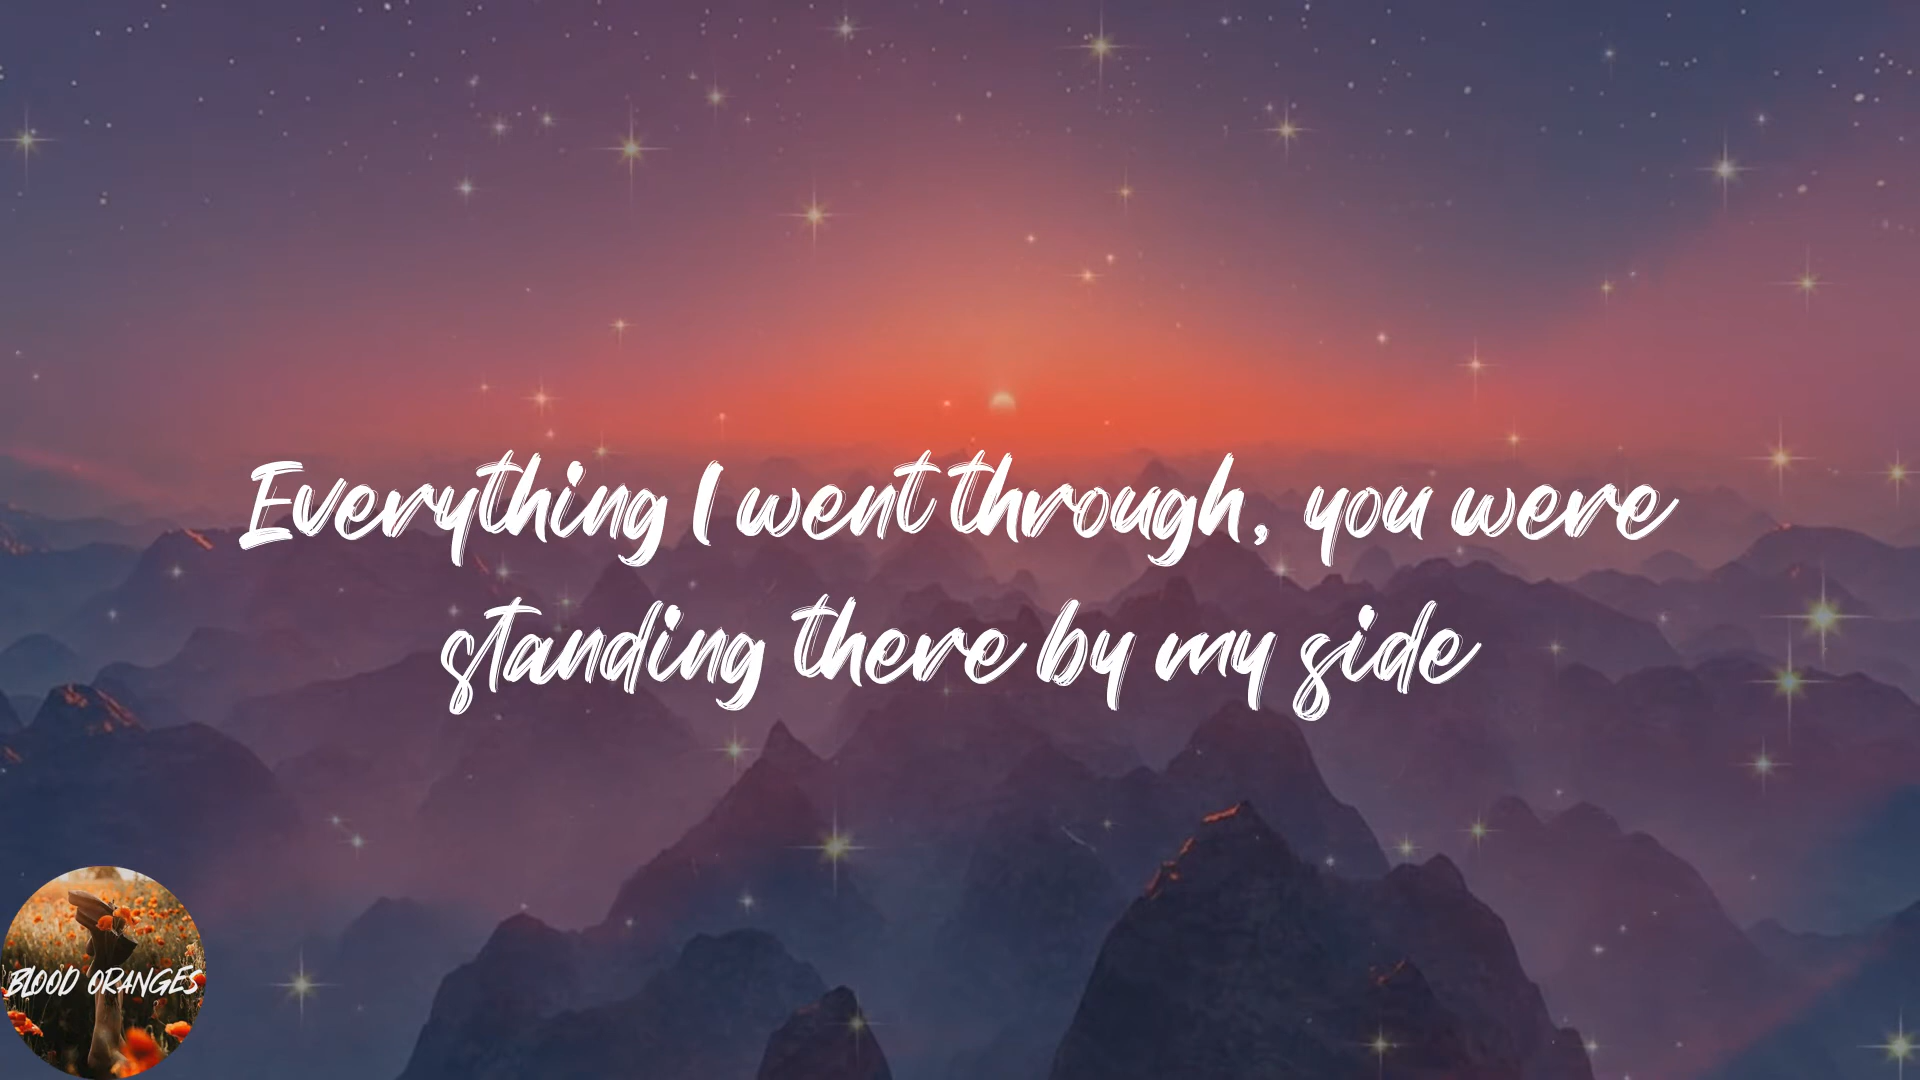 Everything I went through, you were
standing there by my side
BLOOD ORANGES